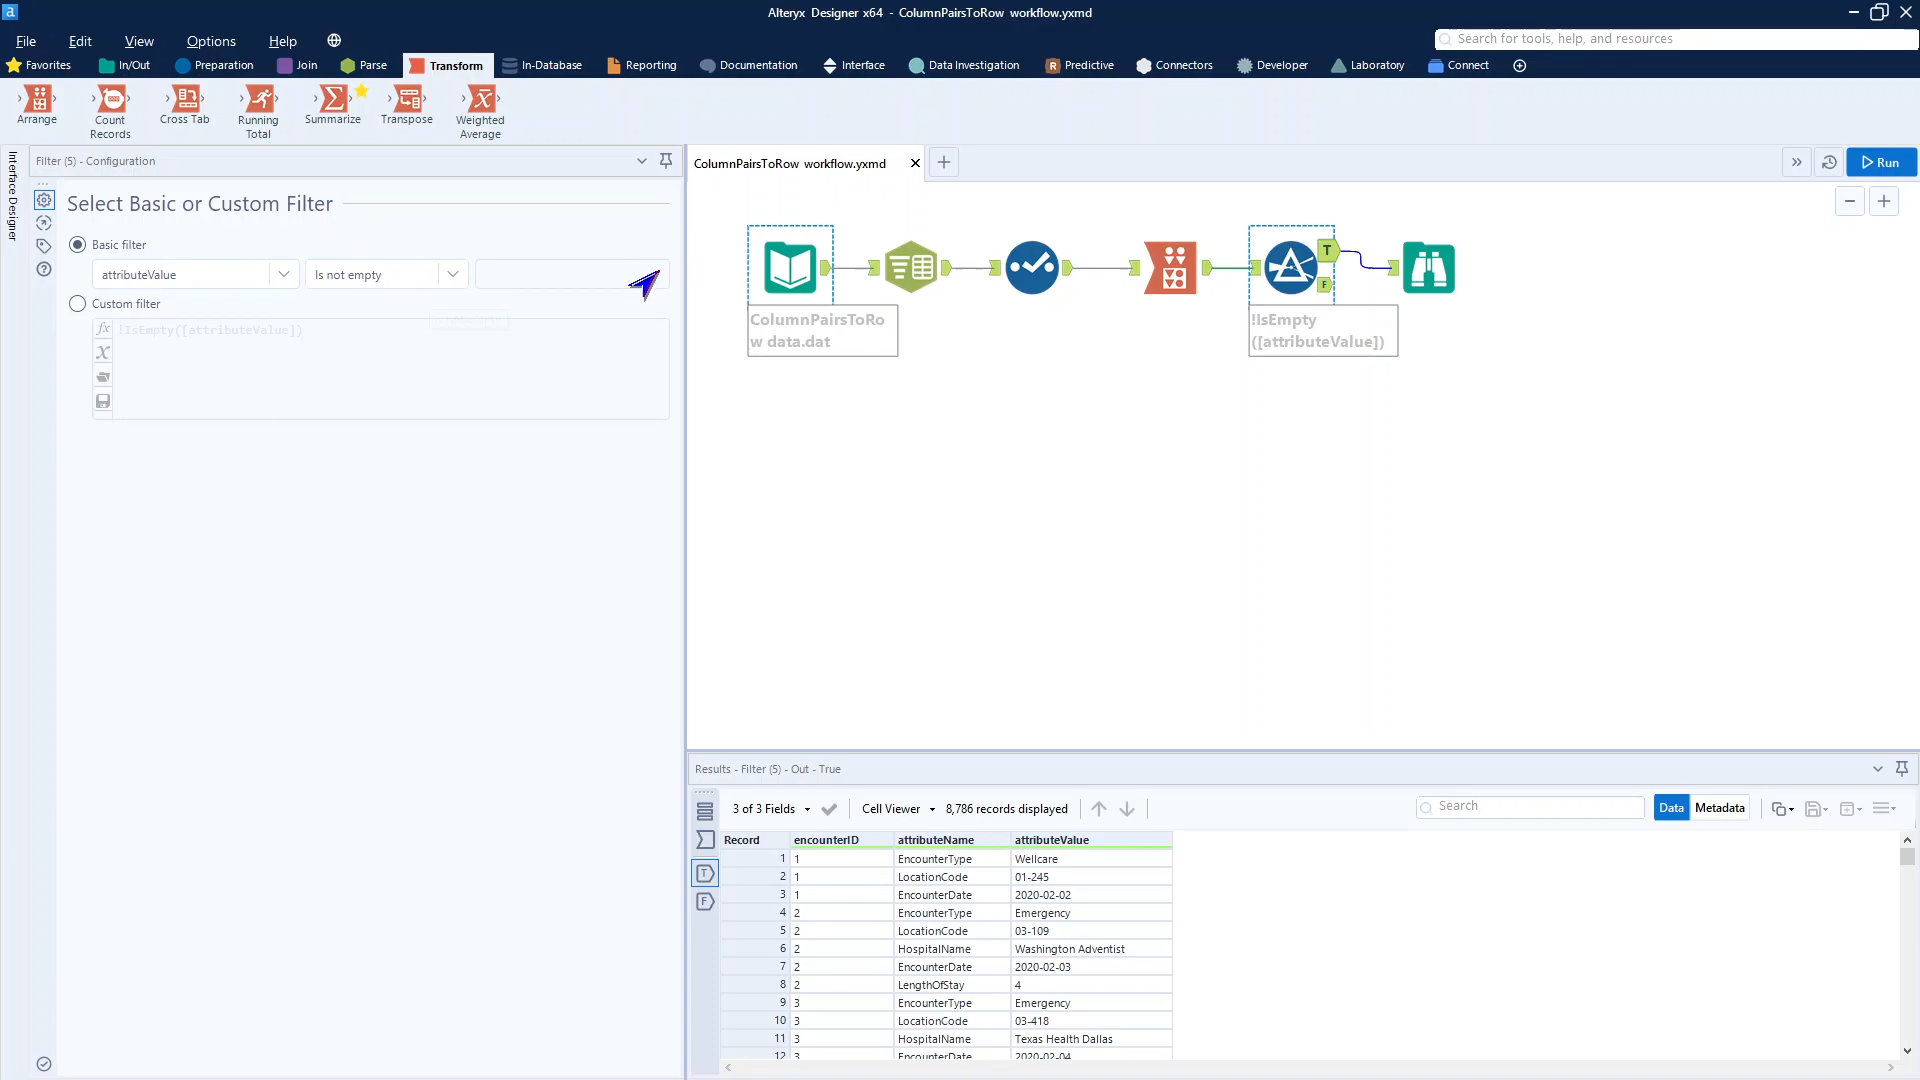 Alteryx Designer x64 - ColumnPairsToRow workflow.yxmd
File Edit View Options Help
Search for tools, help, and resources
Favorites In/Out Preparation Join Parse Transform In-Database Reporting Documentation Interface Data Investigation Predictive Connectors Developer Laboratory Connect
Arrange
Count
Records
Cross Tab
Running
Total
Summarize
Transpose
Weighted
Average
Interface Designer
Filter (5) - Configuration
Select Basic or Custom Filter
Basic filter
attributeValue Is not empty
Custom filter
!IsEmpty([attributeValue])
ColumnPairsToRow workflow.yxmd
Run
T
F
ColumnPairsToRo
w data.dat
!IsEmpty
([attributeValue])
Results - Filter (5) - Out - True
3 of 3 Fields Cell Viewer 8,786 records displayed Search Data Metadata
Record encounterID attributeName attributeValue
1 1 EncounterType Wellcare
2 1 LocationCode 01-245
3 1 EncounterDate 2020-02-02
4 2 EncounterType Emergency
5 2 LocationCode 03-109
6 2 HospitalName Washington Adventist
7 2 EncounterDate 2020-02-03
8 2 LengthOfStay 4
9 3 EncounterType Emergency
10 3 LocationCode 03-418
11 3 HospitalName Texas Health Dallas
12 3 EncounterDate 2020-02-04